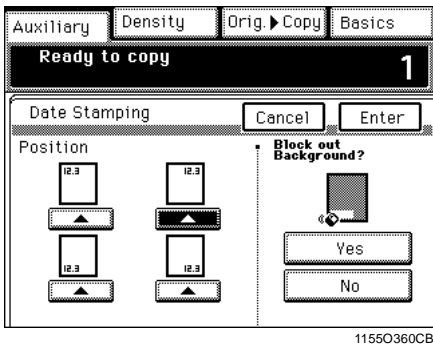 Auxiliary Density Orig.▶Copy Basics
Ready to copy
1
Date Stamping Cancel Enter
Position
Block out
Background?
12.3 12.3
12.3 12.3
Yes
No
1155O360CB